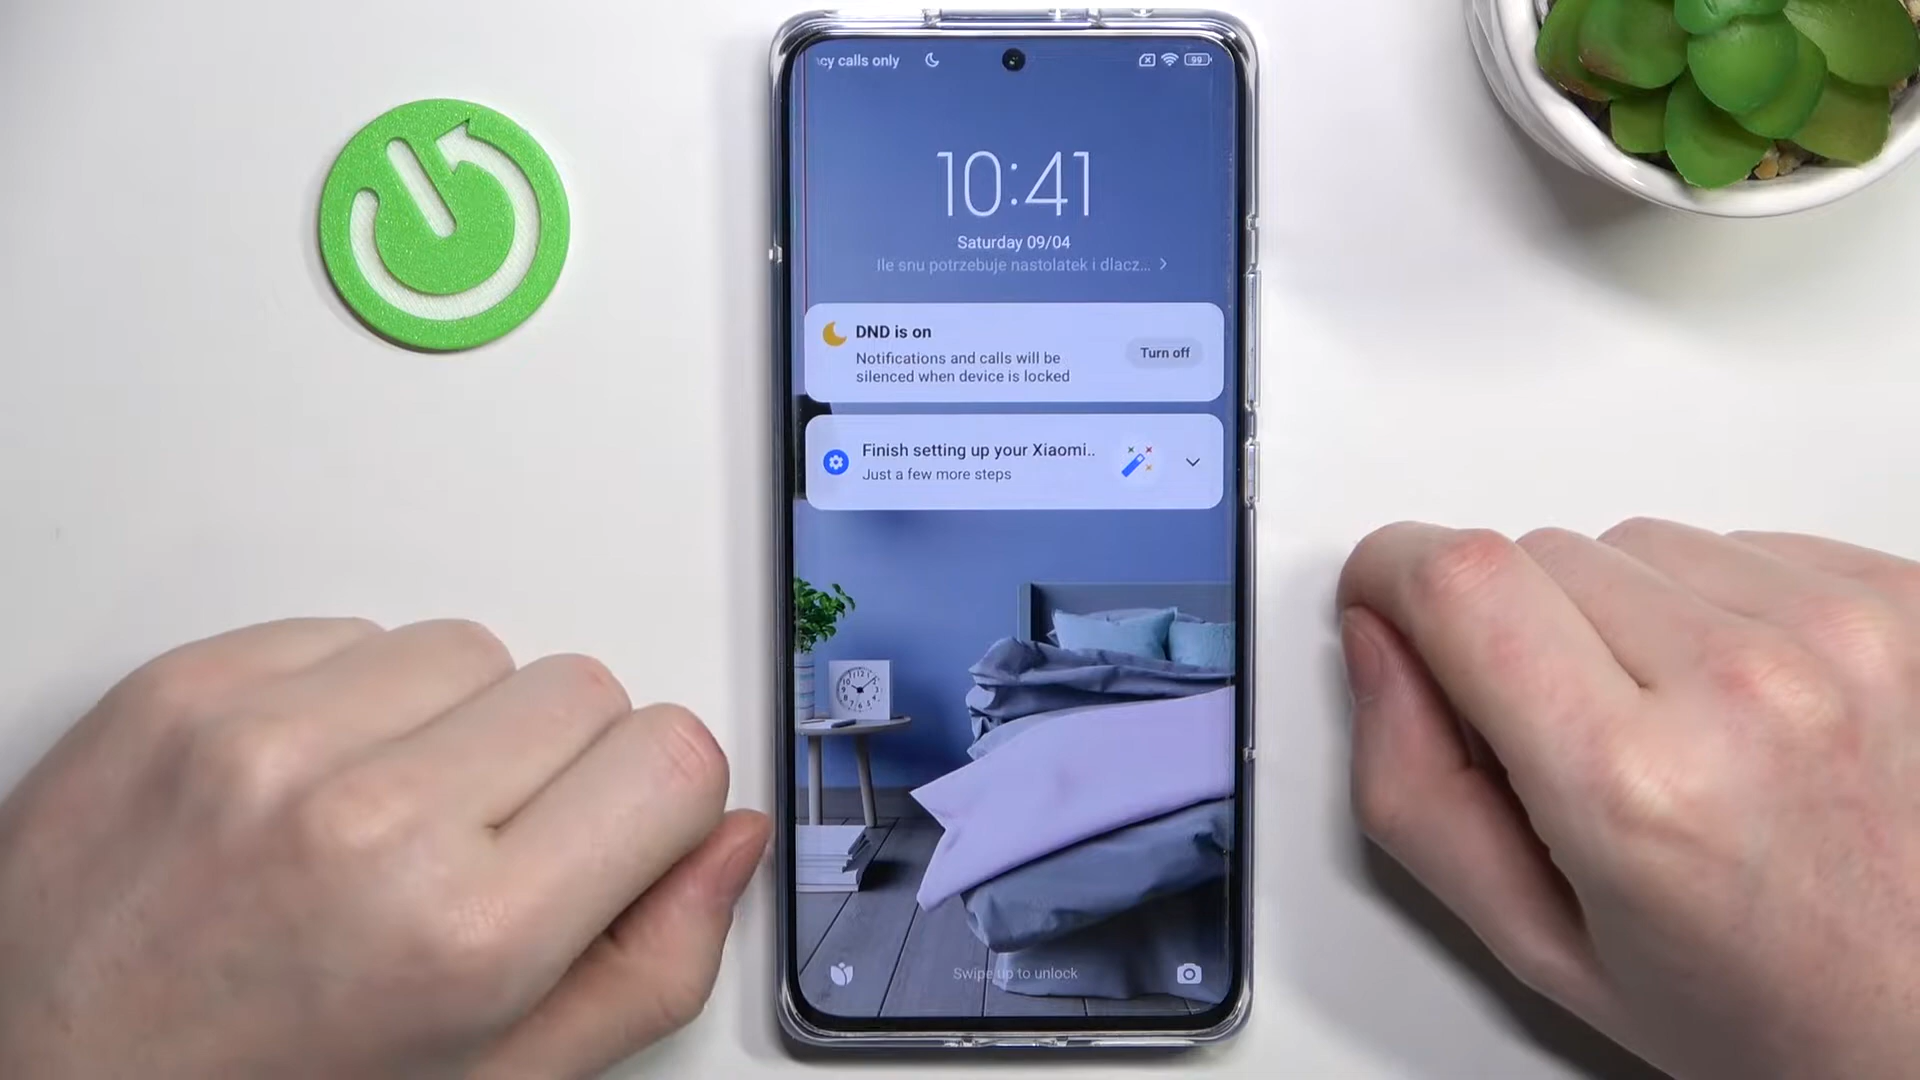 cy calls only
99
10:41
Saturday 09/04
Ile snu potrzebuje nastolatek i dlacz...
DND is on
Notifications and calls will be
silenced when device is locked
Turn off
Finish setting up your Xiaomi..
Just a few more steps
Swipe up to unlock